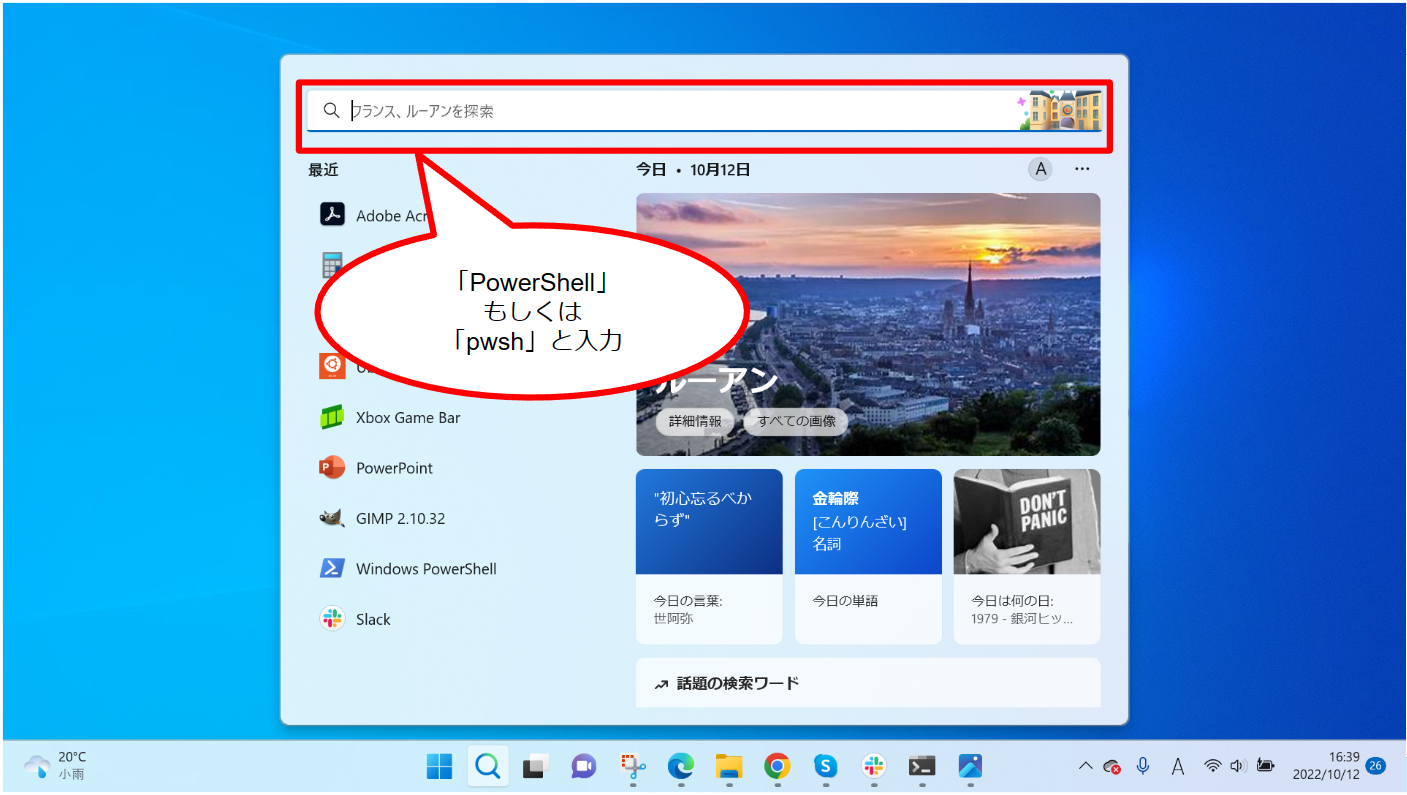 フランス、ルーアンを探索
最近
今日 • 10月12日
A
Adobe Acr
「PowerShell」
もしくは
「pwsh」と入力
ルーアン
詳細情報
すべての画像
Xbox Game Bar
PowerPoint
GIMP 2.10.32
Windows PowerShell
Slack
"初心忘るべか
らず"
今日の言葉:
世阿弥
金輪際
[こんりんざい]
名詞
今日の単語
DON'T
PANIC
今日は何の日:
1979 - 銀河ヒッ...
話題の検索ワード
20°C
小雨
A
16:39
2022/10/12
26